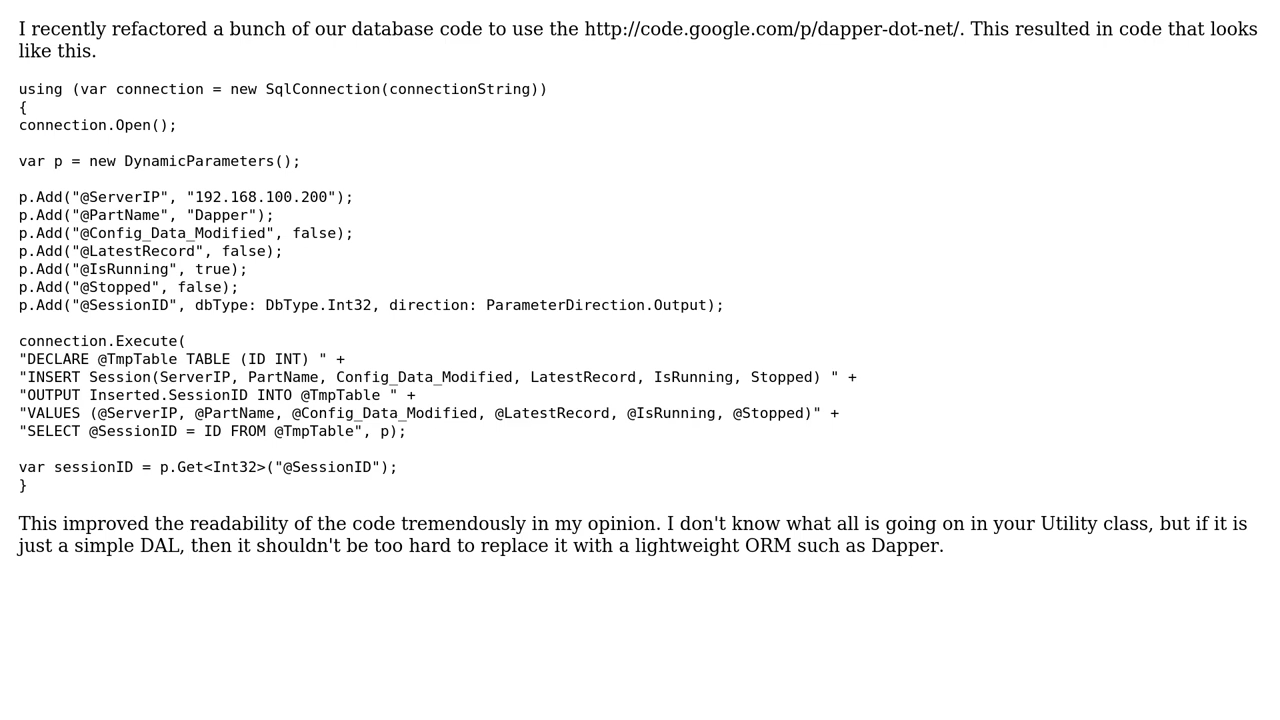 I recently refactored a bunch of our database code to use the http://code.google.com/p/dapper-dot-net/. This resulted in code that looks
like this.
using (var connection = new SqlConnection(connectionString))
{
connection.Open();
var p = new DynamicParameters();
p.Add("@ServerIP", "192.168.100.200");
p.Add("@PartName", "Dapper");
p.Add("@Config_Data_Modified", false);
p.Add("@LatestRecord", false);
p.Add("@IsRunning", true);
p.Add("@Stopped", false);
p.Add("@SessionID", dbType: DbType.Int32, direction: ParameterDirection.Output);
connection.Execute(
"DECLARE @TmpTable TABLE (ID INT) " +
"INSERT Session(ServerIP, PartName, Config_Data_Modified, LatestRecord, IsRunning, Stopped) " +
"OUTPUT Inserted.SessionID INTO @TmpTable " +
"VALUES (@ServerIP, @PartName, @Config_Data_Modified, @LatestRecord, @IsRunning, @Stopped)" +
"SELECT @SessionID = ID FROM @TmpTable", p);
var sessionID = p.Get<Int32>("@SessionID");
}
This improved the readability of the code tremendously in my opinion. I don't know what all is going on in your Utility class, but if it is
just a simple DAL, then it shouldn't be too hard to replace it with a lightweight ORM such as Dapper.